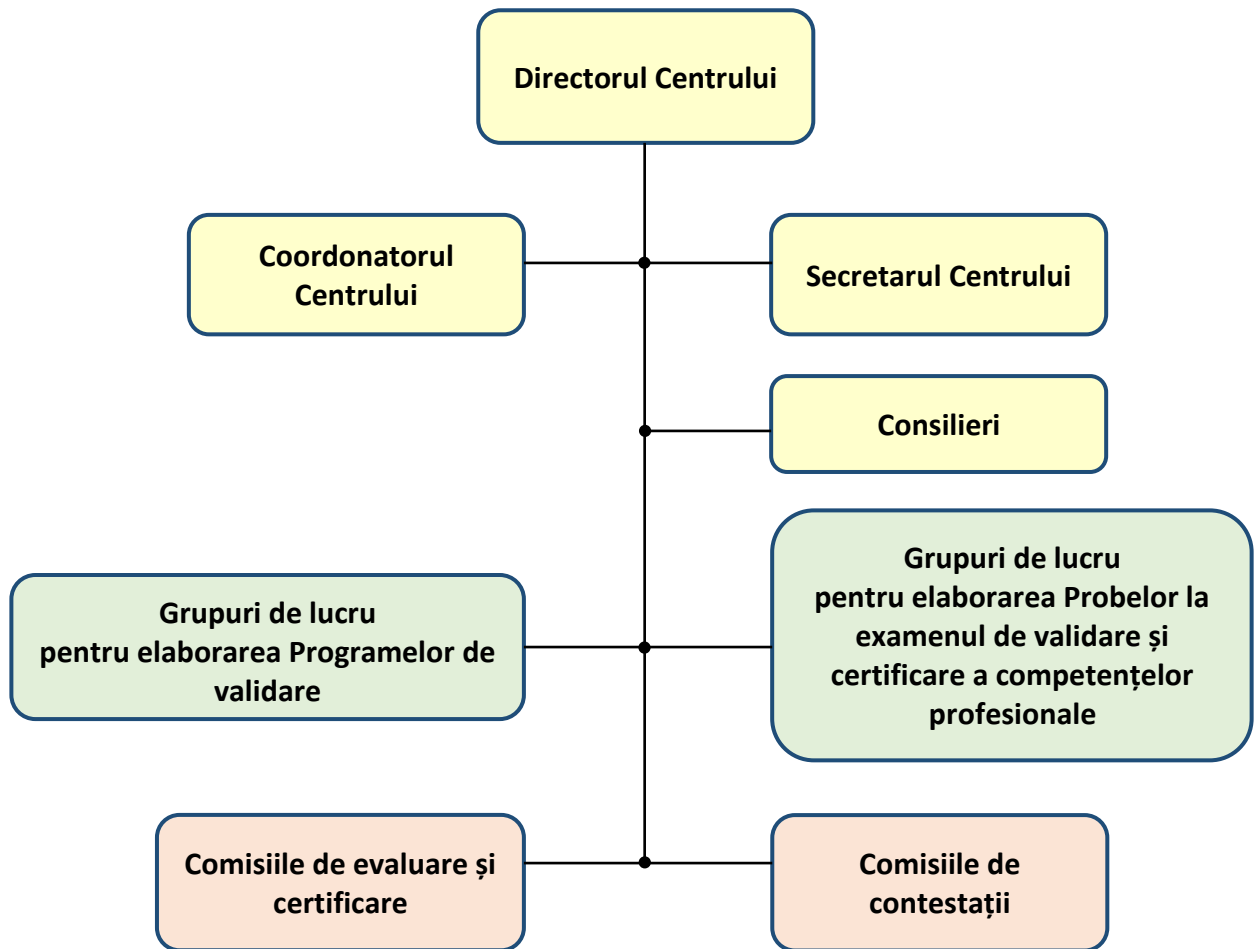 Directorul Centrului
Coordonatorul
Centrului
Secretarul Centrului
Consilieri
Grupuri de lucru
pentru elaborarea Programelor de
validare
Grupuri de lucru
pentru elaborarea Probelor la
examenul de validare și
certificare a competențelor
profesionale
Comisiile de evaluare și
certificare
Comisiile de
contestații